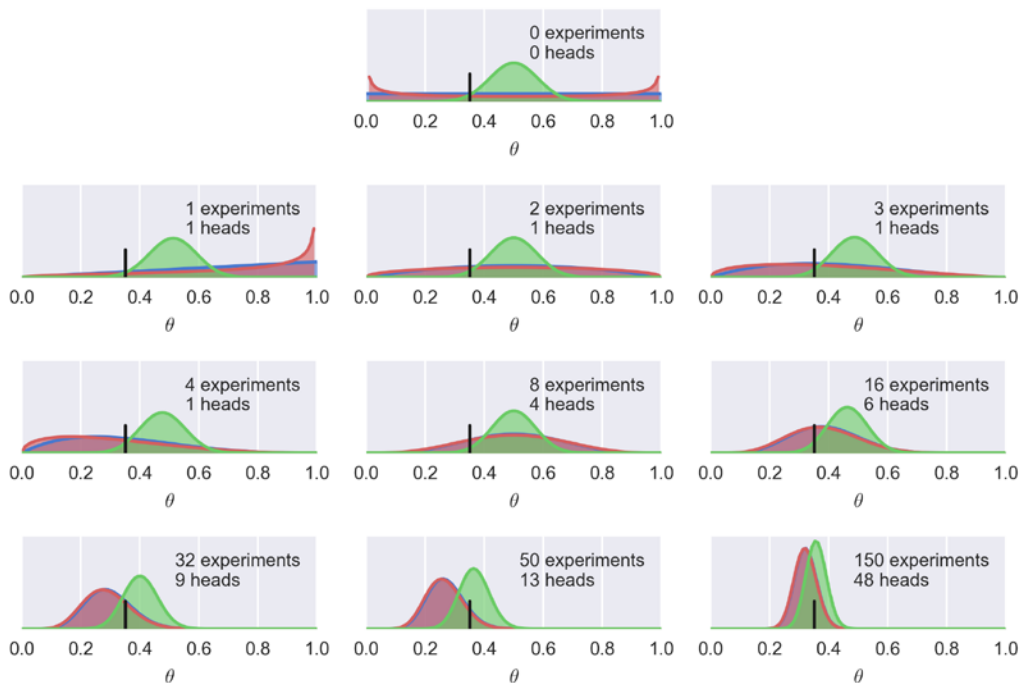 0 experiments
0 heads
0.0 0.2 0.4 0.6 0.8 1.0
θ
1 experiments
1 heads
0.0 0.2 0.4 0.6 0.8 1.0
θ
2 experiments
1 heads
0.0 0.2 0.4 0.6 0.8 1.0
θ
3 experiments
1 heads
0.0 0.2 0.4 0.6 0.8 1.0
θ
4 experiments
1 heads
0.0 0.2 0.4 0.6 0.8 1.0
θ
8 experiments
4 heads
0.0 0.2 0.4 0.6 0.8 1.0
θ
16 experiments
6 heads
0.0 0.2 0.4 0.6 0.8 1.0
θ
32 experiments
9 heads
0.0 0.2 0.4 0.6 0.8 1.0
θ
50 experiments
13 heads
0.0 0.2 0.4 0.6 0.8 1.0
θ
150 experiments
48 heads
0.0 0.2 0.4 0.6 0.8 1.0
θ